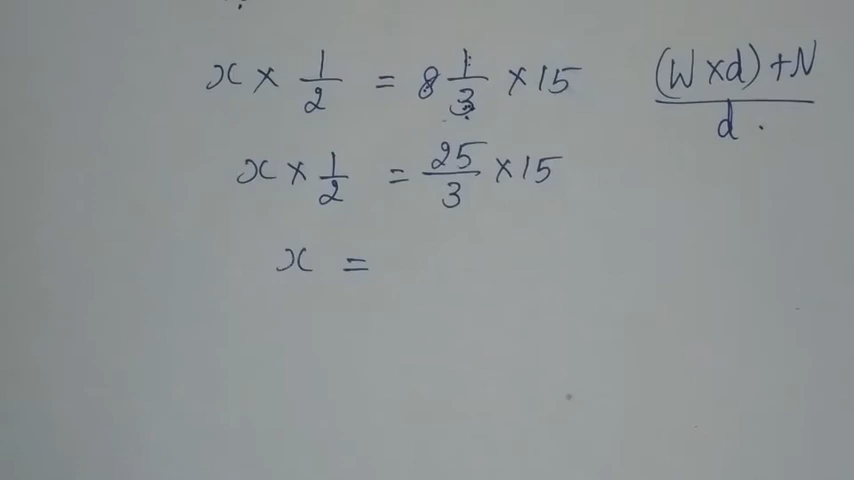 x × 1/2 = 8 1/3 × 15
(W×d)+N/d.
x × 1/2 = 25/3 × 15
x =